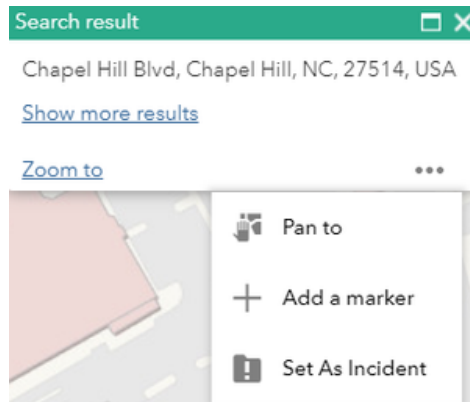 Search result
Chapel Hill Blvd, Chapel Hill, NC, 27514, USA
Show more results
Zoom to
Pan to
Add a marker
Set As Incident